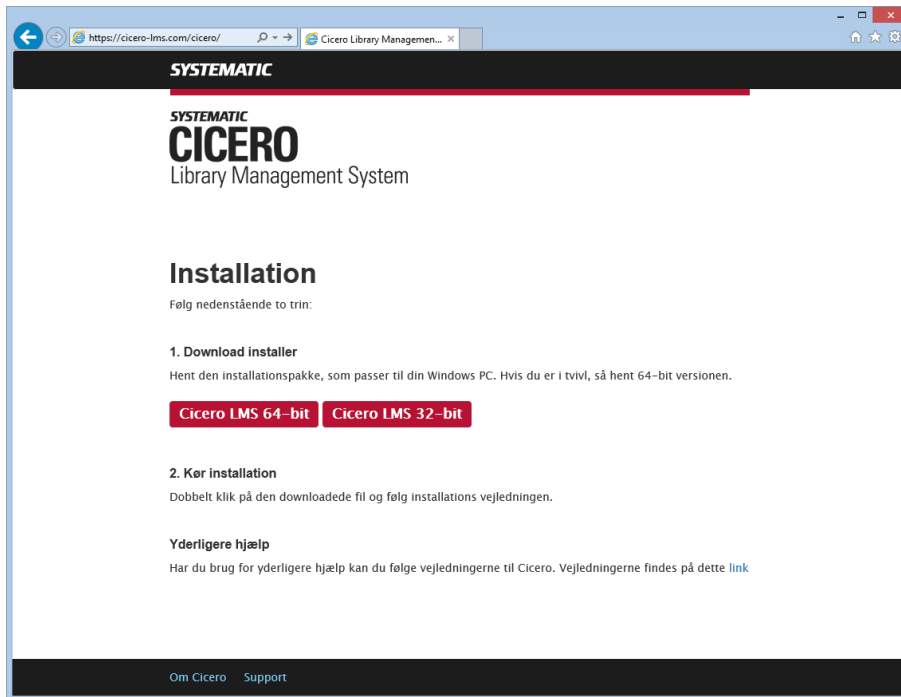 https://cicero-lms.com/cicero/
Cicero Library Managemen...
SYSTEMATIC
SYSTEMATIC
CICERO
Library Management System
Installation
Følg nedenstående to trin:
1. Download installer
Hent den installationspakke, som passer til din Windows PC. Hvis du er i tvivl, så hent 64-bit versionen.
Cicero LMS 64-bit Cicero LMS 32-bit
2. Kør installation
Dobbelt klik på den downloadede fil og følg installations vejledningen.
Yderligere hjælp
Har du brug for yderligere hjælp kan du følge vejledningerne til Cicero. Vejledningerne findes på dette link
Om Cicero Support